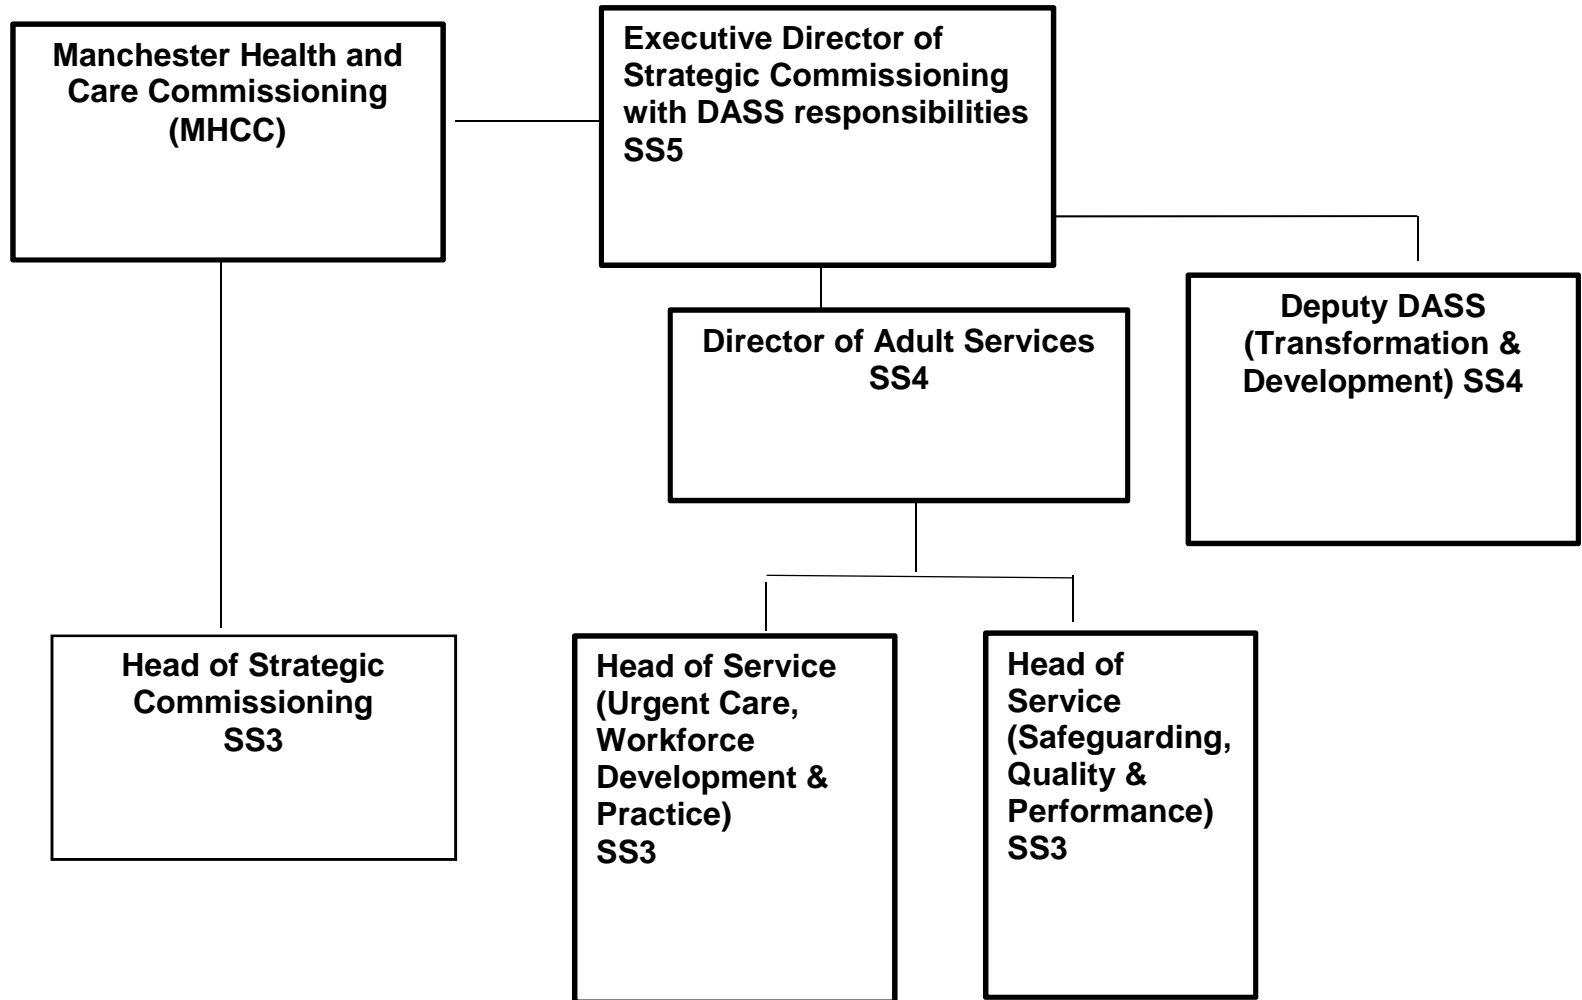 Manchester Health and
Care Commissioning
(MHCC)
Executive Director of
Strategic Commissioning
with DASS responsibilities
SS5
Director of Adult Services
SS4
Deputy DASS
(Transformation &
Development) SS4
Head of Strategic
Commissioning
SS3
Head of Service
(Urgent Care,
Workforce
Development &
Practice)
SS3
Head of
Service
(Safeguarding,
Quality &
Performance)
SS3